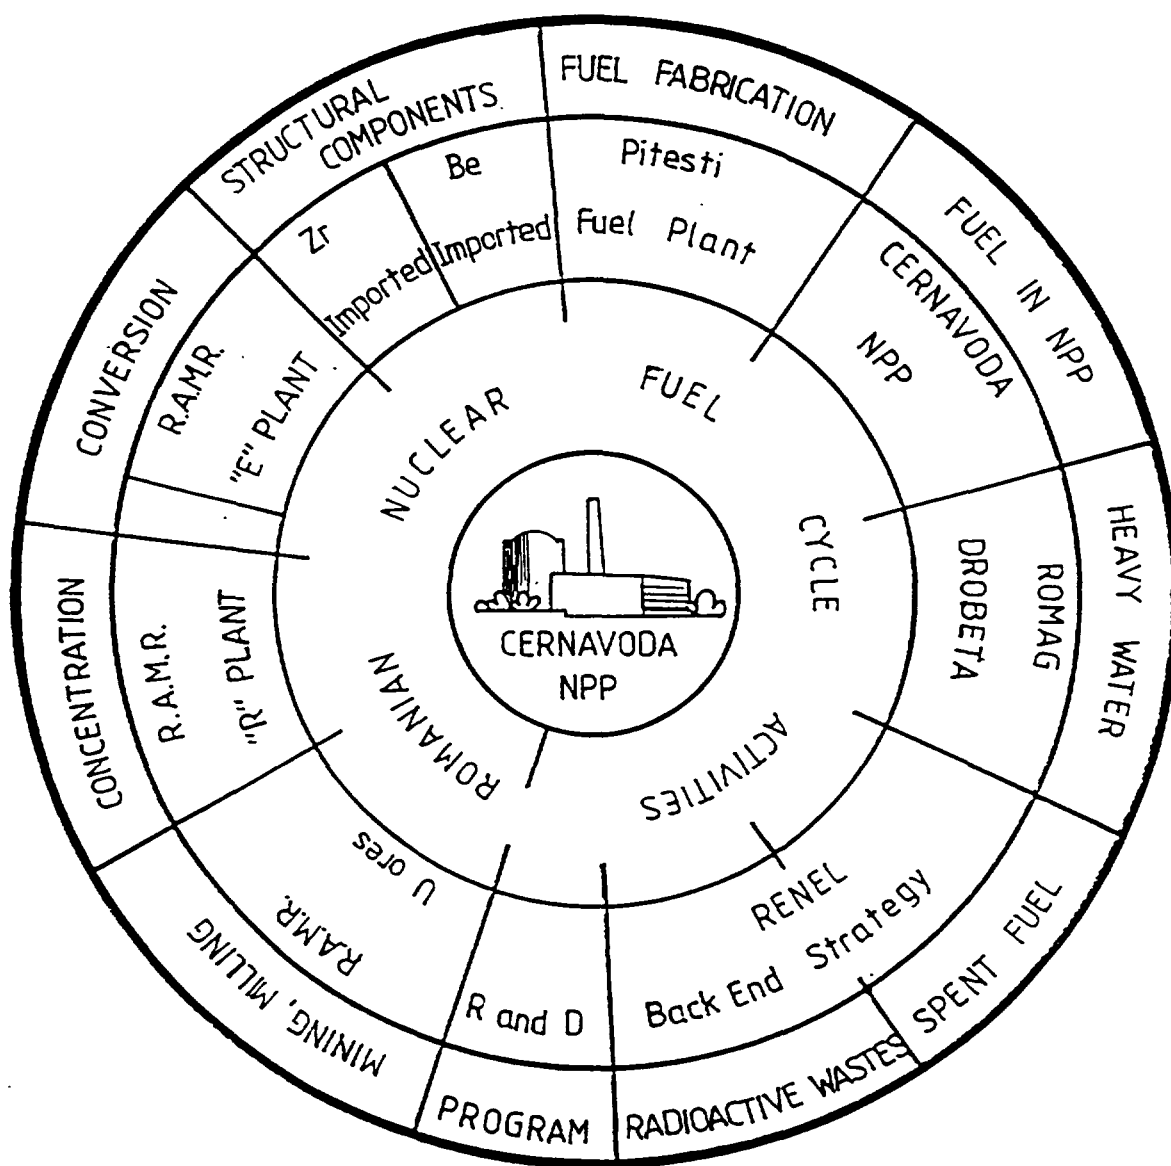 STRUCTURAL
COMPONENTS
FUEL FABRICATION
FUEL IN NPP
HEAVY WATER
SPENT FUEL
RADIOACTIVE WASTES
PROGRAM
MINING, MILLING
CONCENTRATION
CONVERSION
Zr
Imported
Be
Imported
Pitesti
Fuel Plant
CERNAVODA
NPP
ROMAG
DROBETA
RENEL
Back End Strategy
R and D
U ores
R.A.M.R.
R.A.M.R.
"R" PLANT
R.A.M.R.
"E" PLANT
ROMANIAN NUCLEAR FUEL CYCLE ACTIVITIES
CERNAVODA
NPP